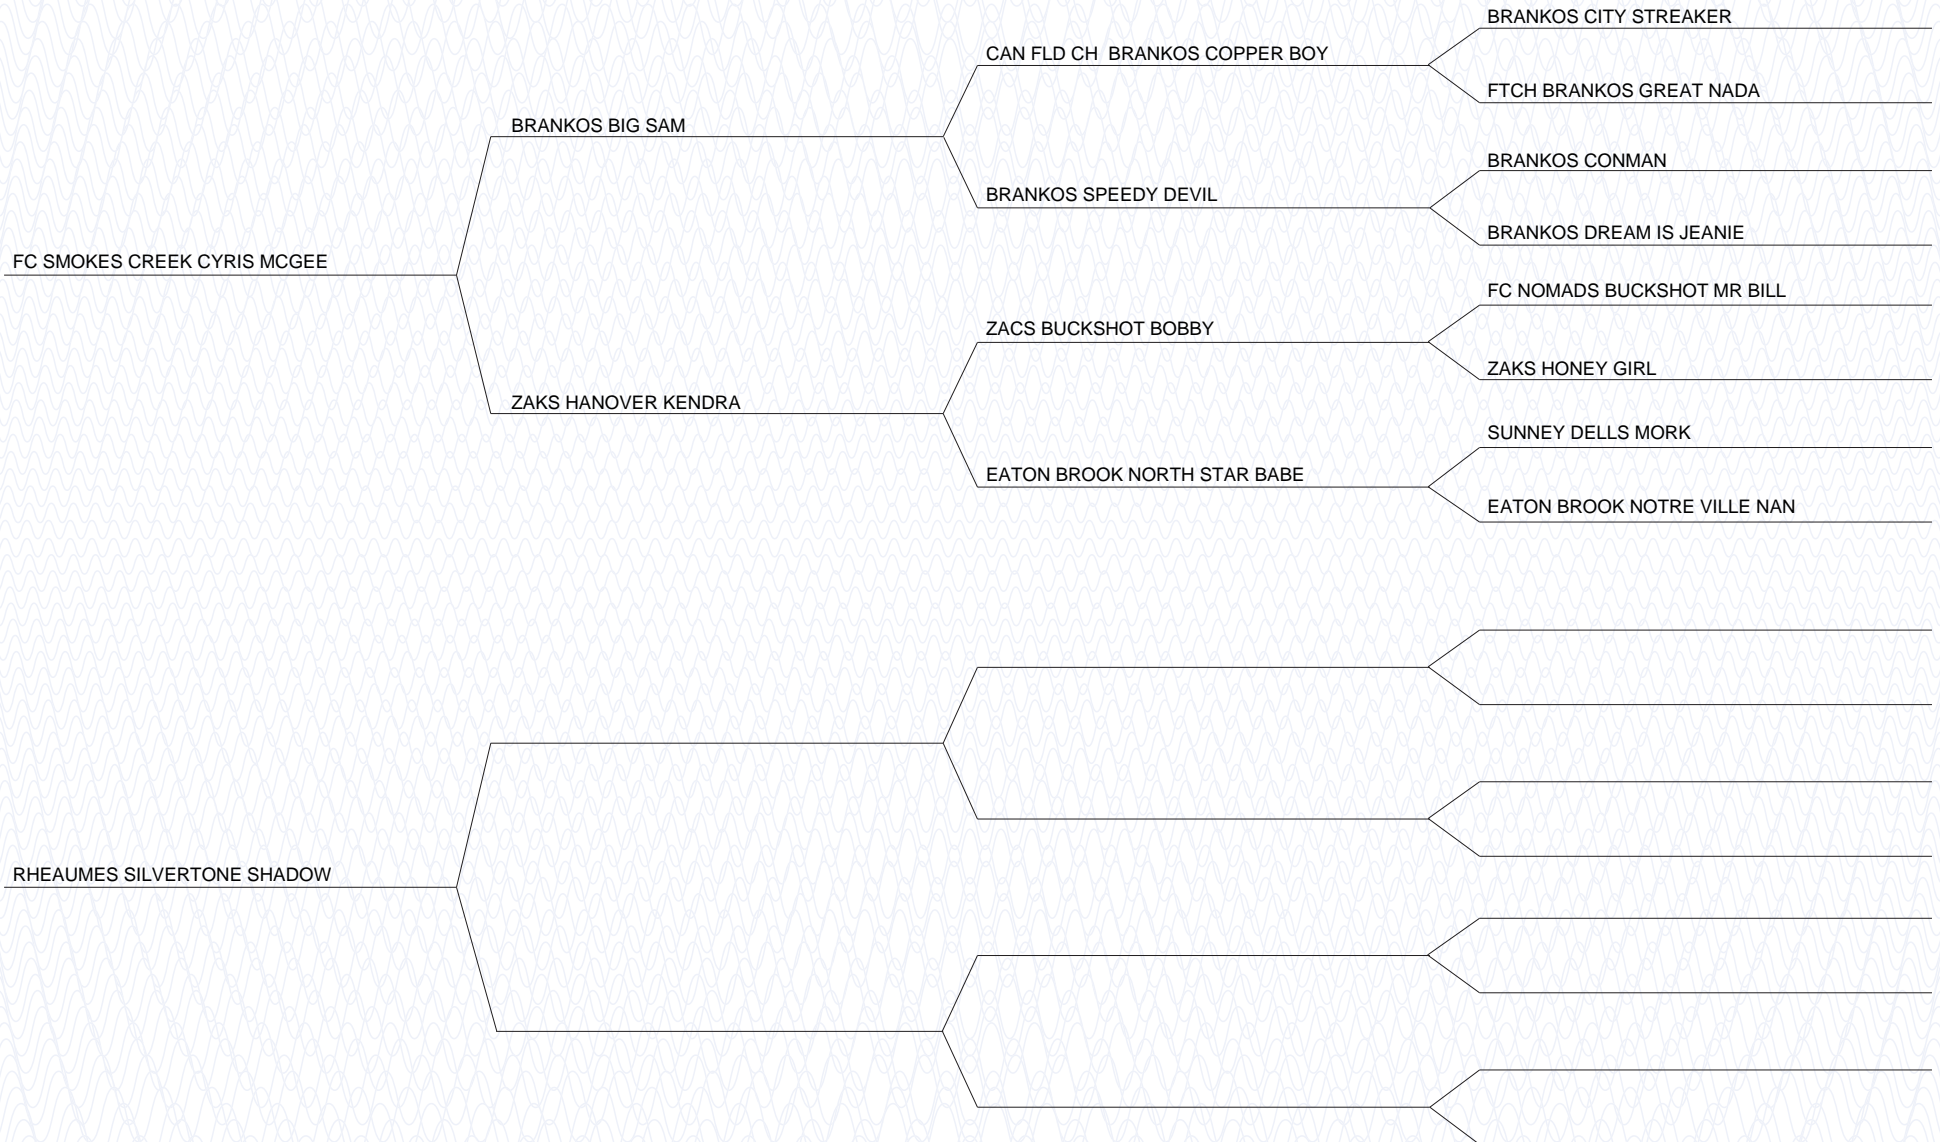 BRANKOS CITY STREAKER
CAN FLD CH  BRANKOS COPPER BOY
FTCH BRANKOS GREAT NADA
BRANKOS BIG SAM
BRANKOS CONMAN
BRANKOS SPEEDY DEVIL
BRANKOS DREAM IS JEANIE
FC SMOKES CREEK CYRIS MCGEE
FC NOMADS BUCKSHOT MR BILL
ZACS BUCKSHOT BOBBY
ZAKS HONEY GIRL
ZAKS HANOVER KENDRA
SUNNEY DELLS MORK
EATON BROOK NORTH STAR BABE
EATON BROOK NOTRE VILLE NAN
RHEAUMES SILVERTONE SHADOW